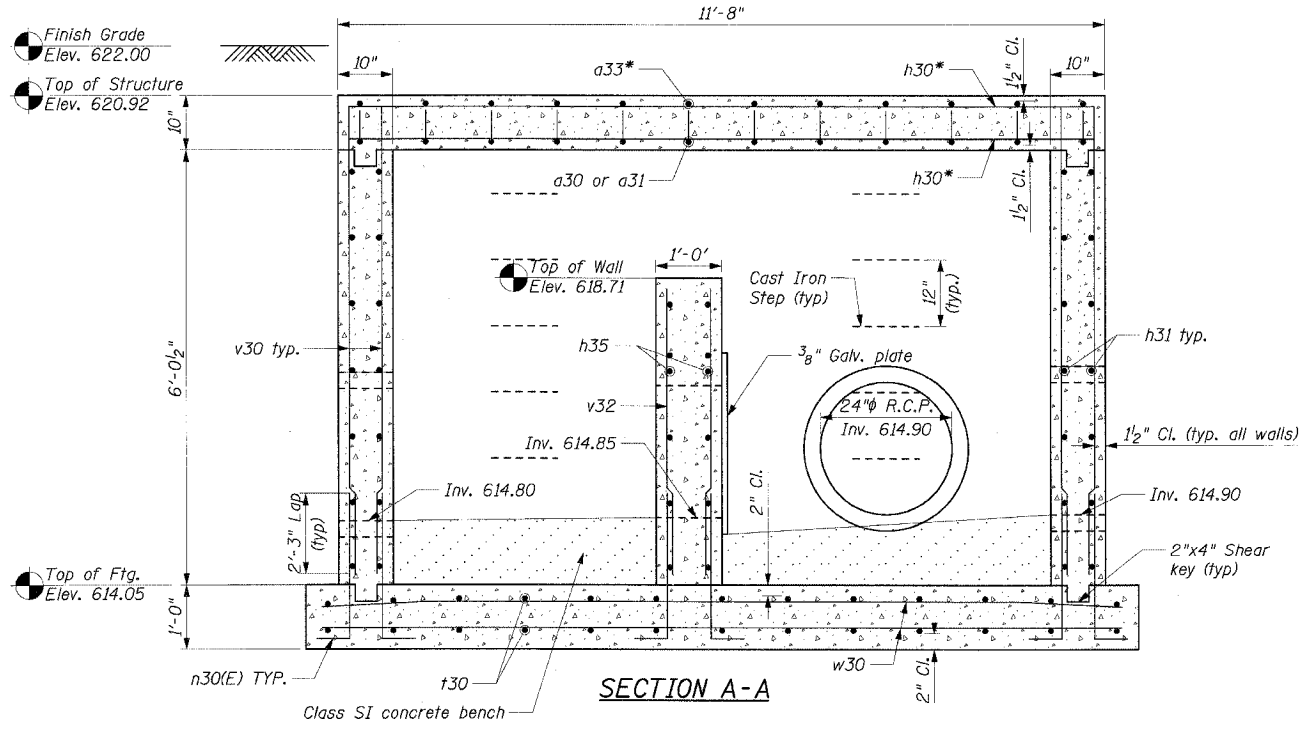 11'-8"
Finish Grade
Elev. 622.00
Top of Structure
Elev. 620.92
10"
10"
a33*
h30*
1½" Cl.
10"
a30 or a31
h30*
1½" Cl.
1'-0'
Top of Wall
Elev. 618.71
Cast Iron
Step (typ)
12"
(typ.)
6'-0½"
v30 typ.
h35
3/8" Galv. plate
h31 typ.
v32
24"ϕ R.C.P.
Inv. 614.90
Inv. 614.85
1½" Cl. (typ. all walls)
2'-3" Lap
(typ)
Inv. 614.80
2" Cl.
Inv. 614.90
2"x4" Shear
key (typ)
Top of Ftg.
Elev. 614.05
1'-0"
n30(E) TYP.
t30
w30
2" Cl.
Class SI concrete bench
SECTION A-A